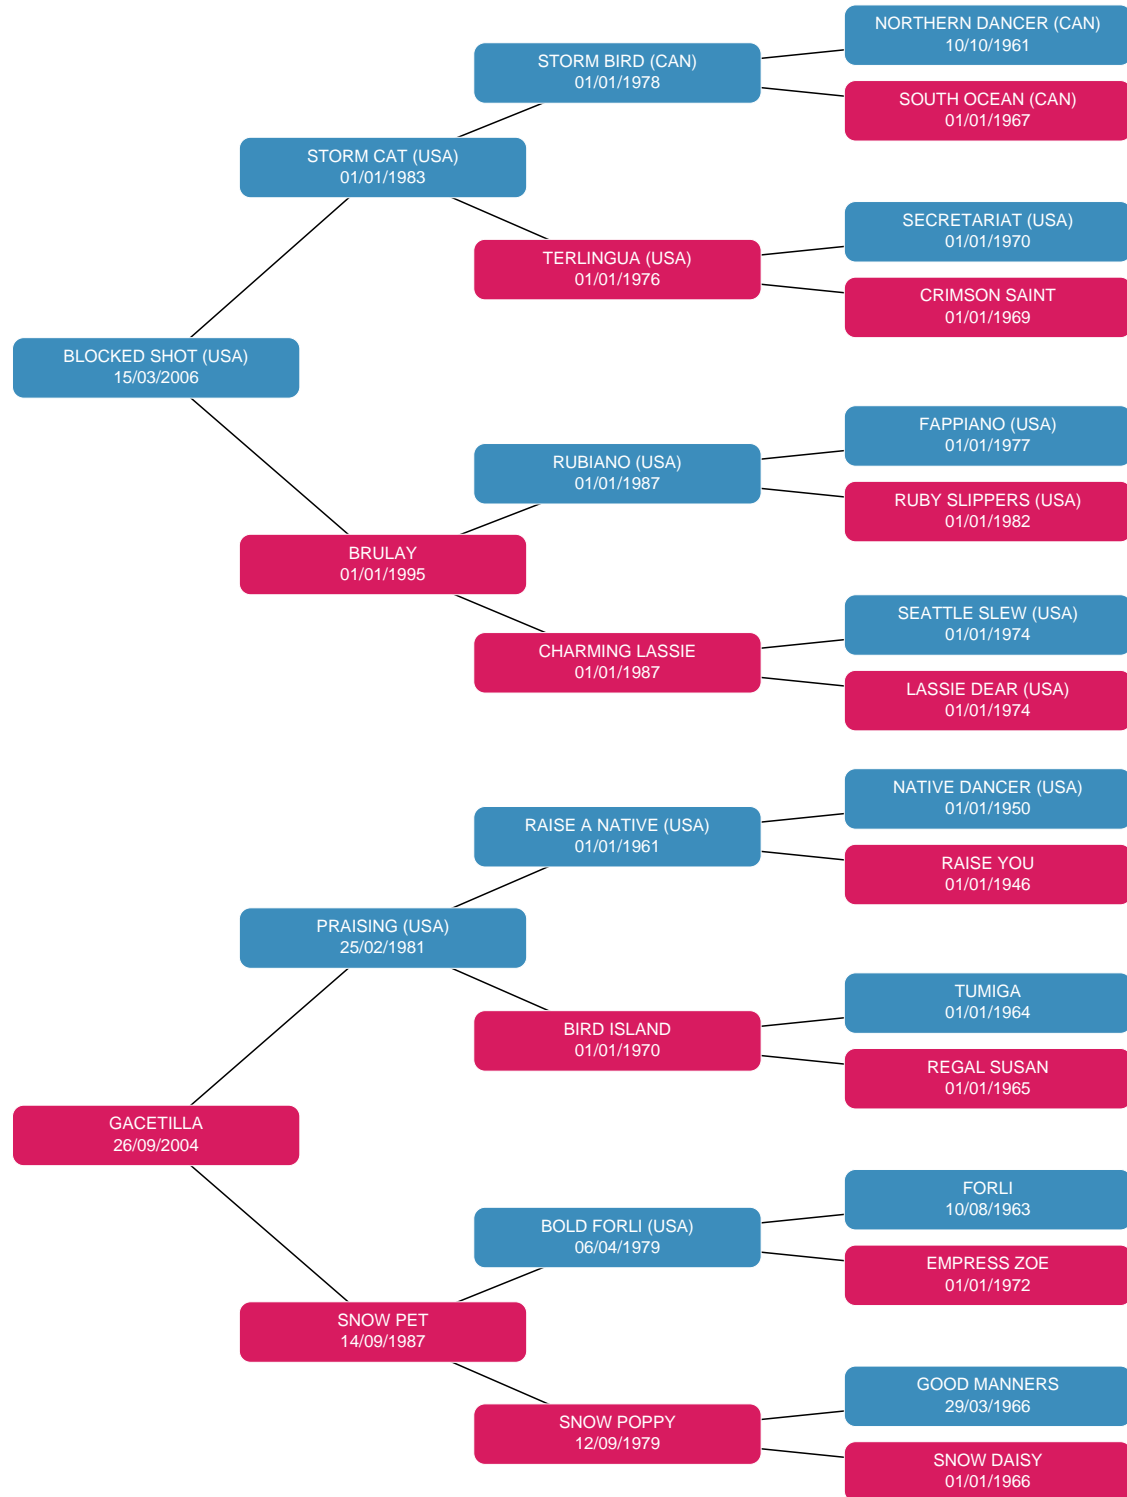 NORTHERN DANCER (CAN)
10/10/1961
STORM BIRD (CAN)
01/01/1978
SOUTH OCEAN (CAN)
01/01/1967
STORM CAT (USA)
01/01/1983
SECRETARIAT (USA)
01/01/1970
TERLINGUA (USA)
01/01/1976
CRIMSON SAINT
01/01/1969
BLOCKED SHOT (USA)
15/03/2006
FAPPIANO (USA)
01/01/1977
RUBIANO (USA)
01/01/1987
RUBY SLIPPERS (USA)
01/01/1982
BRULAY
01/01/1995
SEATTLE SLEW (USA)
01/01/1974
CHARMING LASSIE
01/01/1987
LASSIE DEAR (USA)
01/01/1974
NATIVE DANCER (USA)
01/01/1950
RAISE A NATIVE (USA)
01/01/1961
RAISE YOU
01/01/1946
PRAISING (USA)
25/02/1981
TUMIGA
01/01/1964
BIRD ISLAND
01/01/1970
REGAL SUSAN
01/01/1965
GACETILLA
26/09/2004
FORLI
10/08/1963
BOLD FORLI (USA)
06/04/1979
EMPRESS ZOE
01/01/1972
SNOW PET
14/09/1987
GOOD MANNERS
29/03/1966
SNOW POPPY
12/09/1979
SNOW DAISY
01/01/1966